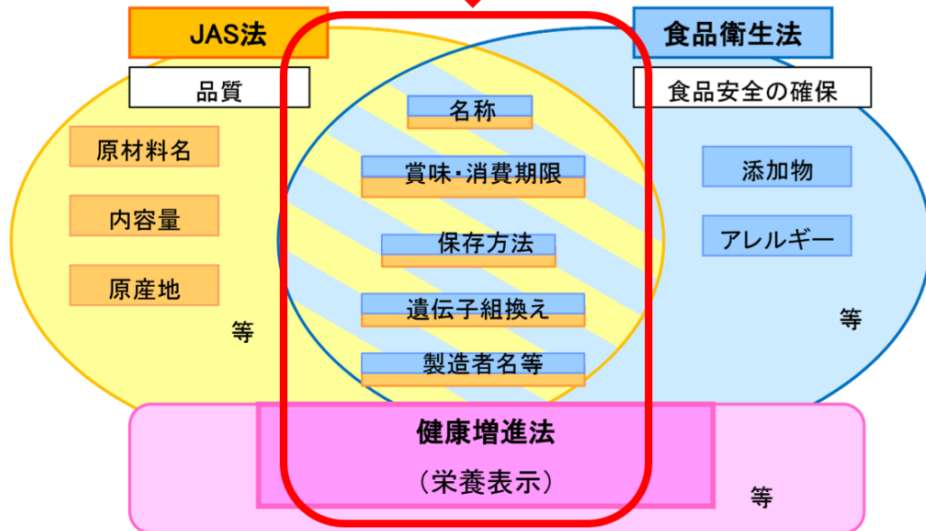 JAS法
食品衛生法
品質
食品安全の確保
名称
原材料名
賞味・消費期限
添加物
内容量
保存方法
アレルギー
原産地
遺伝子組換え
等
等
製造者名等
健康増進法
（栄養表示）
等